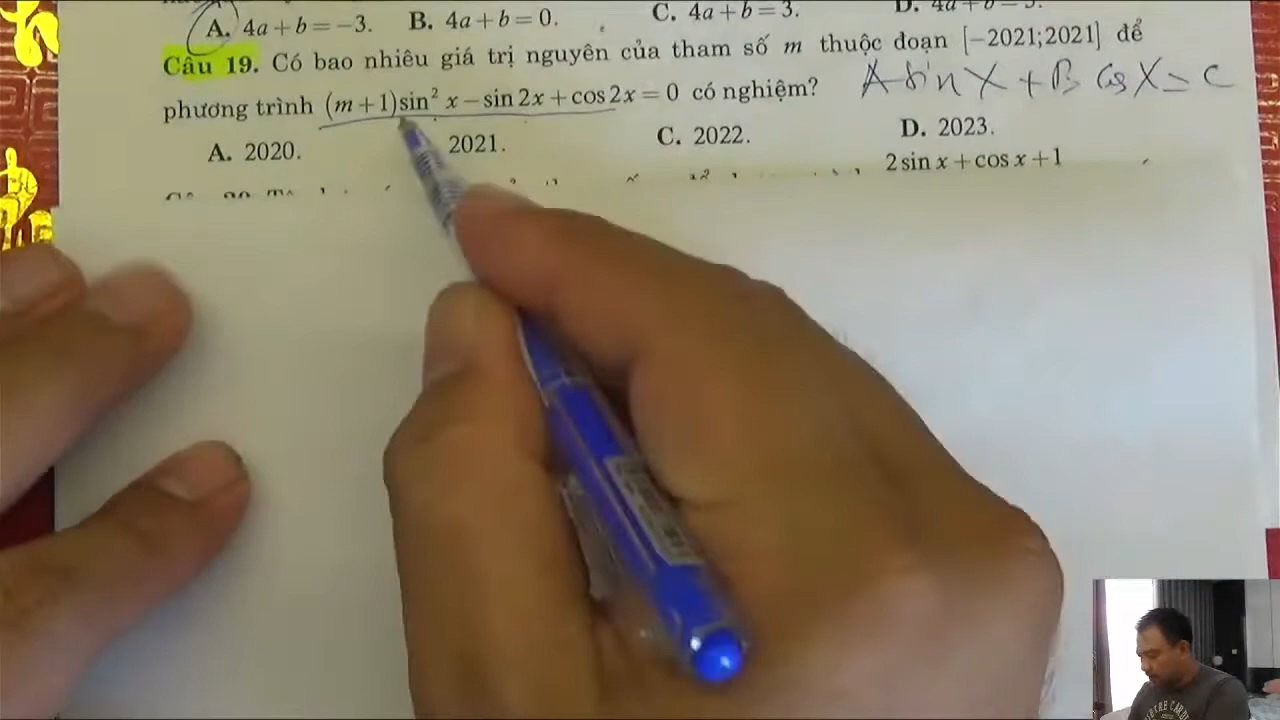 A. 4a + b = −3. B. 4a + b = 0. C. 4a + b = 3. D.
Câu 19. Có bao nhiêu giá trị nguyên của tham số m thuộc đoạn [−2021;2021] để
phương trình (m+1)sin² x − sin 2x + cos 2x = 0 có nghiệm?
A sin X + B cos X = C
A. 2020. 2021. C. 2022. D. 2023.
2 sin x + cos x + 1